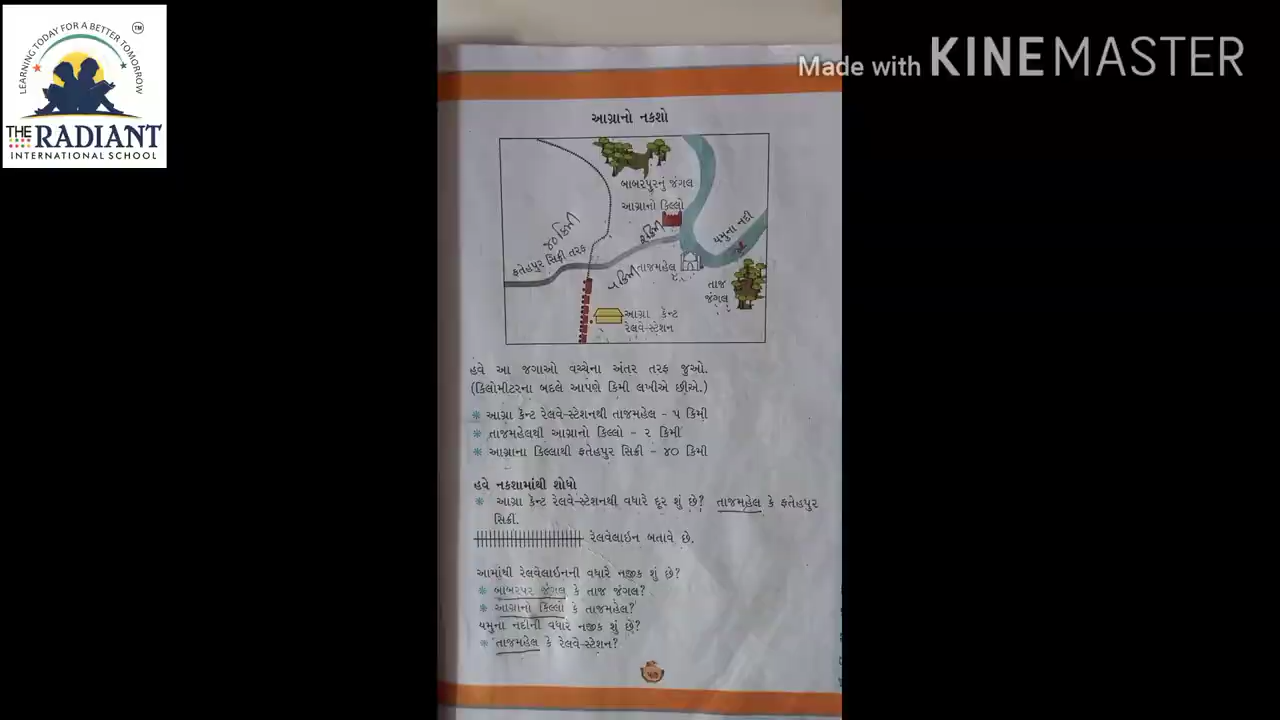 LEARNING TODAY FOR A BETTER TOMORROW
TM
THE RADIANT
INTERNATIONAL SCHOOL
Made with KINEMASTER
આગ્રાનો નકશો
બાબરપુરનું જંગલ
આગ્રાનો કિલ્લો
૪૦ કિમી
૨ કિમી
યમુના નદી
ફતેહપુર સિક્રી તરફ
૫ કિમી
તાજમહેલ
તાજ
જંગલ
આગ્રા કેન્ટ
રેલવે-સ્ટેશન
હવે આ જગાઓ વચ્ચેના અંતર તરફ જુઓ.
(કિલોમીટરના બદલે આપણે કિમી લખીએ છીએ.)
* આગ્રા કેન્ટ રેલવે-સ્ટેશનથી તાજમહેલ - ૫ કિમી
* તાજમહેલથી આગ્રાનો કિલ્લો - ૨ કિમી
* આગ્રાના કિલ્લાથી ફતેહપુર સિક્રી - ૪૦ કિમી
હવે નકશામાંથી શોધો
* આગ્રા કેન્ટ રેલવે-સ્ટેશનથી વધારે દૂર શું છે? તાજમહેલ કે ફતેહપુર
સિક્રી.
રેલવેલાઇન બતાવે છે.
આમાંથી રેલવેલાઇનની વધારે નજીક શું છે?
* બાબરપર જંગલ કે તાજ જંગલ?
* આગ્રાનો કિલ્લો કે તાજમહેલ?
યમુના નદીની વધારે નજીક શું છે?
* તાજમહેલ કે રેલવે-સ્ટેશન?
૫૭